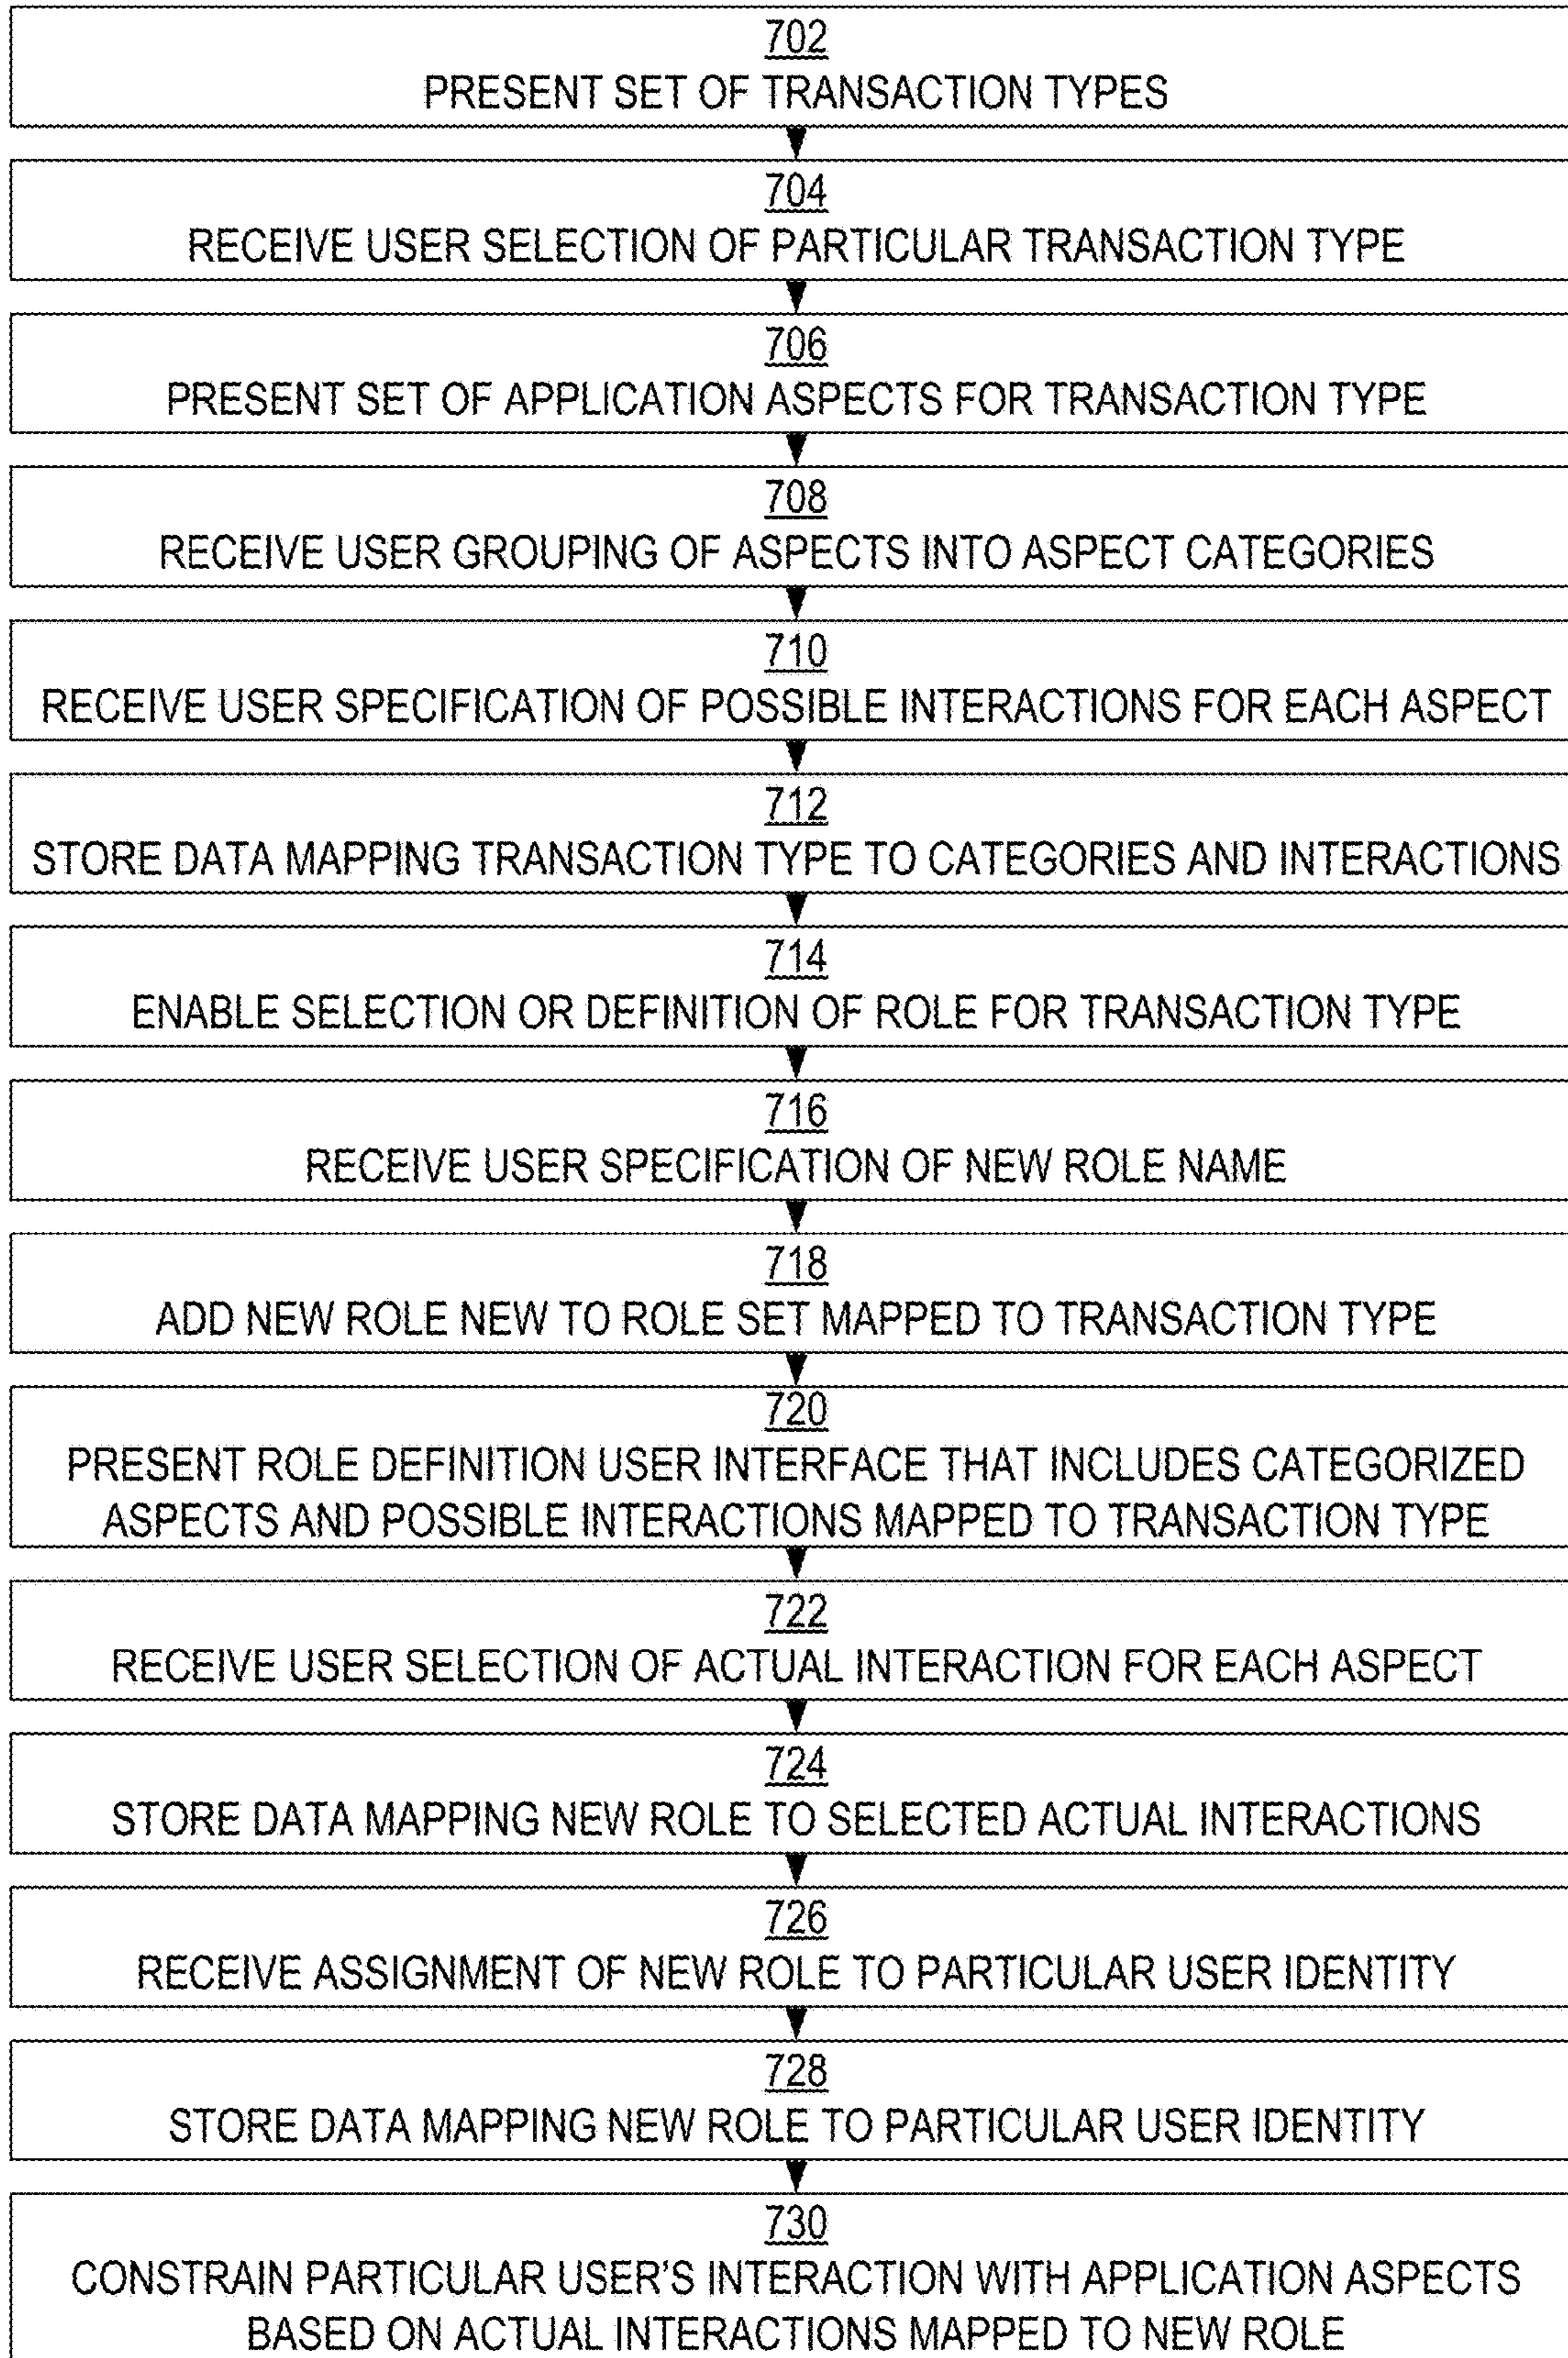 702
PRESENT SET OF TRANSACTION TYPES
704
RECEIVE USER SELECTION OF PARTICULAR TRANSACTION TYPE
706
PRESENT SET OF APPLICATION ASPECTS FOR TRANSACTION TYPE
708
RECEIVE USER GROUPING OF ASPECTS INTO ASPECT CATEGORIES
710
RECEIVE USER SPECIFICATION OF POSSIBLE INTERACTIONS FOR EACH ASPECT
712
STORE DATA MAPPING TRANSACTION TYPE TO CATEGORIES AND INTERACTIONS
714
ENABLE SELECTION OR DEFINITION OF ROLE FOR TRANSACTION TYPE
716
RECEIVE USER SPECIFICATION OF NEW ROLE NAME
718
ADD NEW ROLE NEW TO ROLE SET MAPPED TO TRANSACTION TYPE
720
PRESENT ROLE DEFINITION USER INTERFACE THAT INCLUDES CATEGORIZED
ASPECTS AND POSSIBLE INTERACTIONS MAPPED TO TRANSACTION TYPE
722
RECEIVE USER SELECTION OF ACTUAL INTERACTION FOR EACH ASPECT
724
STORE DATA MAPPING NEW ROLE TO SELECTED ACTUAL INTERACTIONS
726
RECEIVE ASSIGNMENT OF NEW ROLE TO PARTICULAR USER IDENTITY
728
STORE DATA MAPPING NEW ROLE TO PARTICULAR USER IDENTITY
730
CONSTRAIN PARTICULAR USER'S INTERACTION WITH APPLICATION ASPECTS
BASED ON ACTUAL INTERACTIONS MAPPED TO NEW ROLE